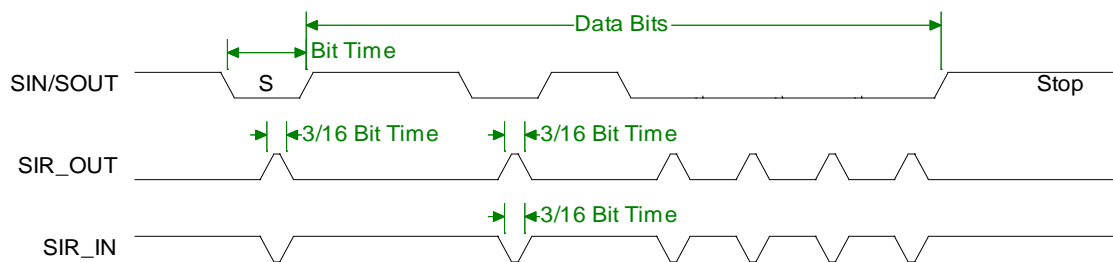 Data Bits
Bit Time
SIN/SOUT S Stop
3/16 Bit Time 3/16 Bit Time
SIR_OUT
3/16 Bit Time
SIR_IN